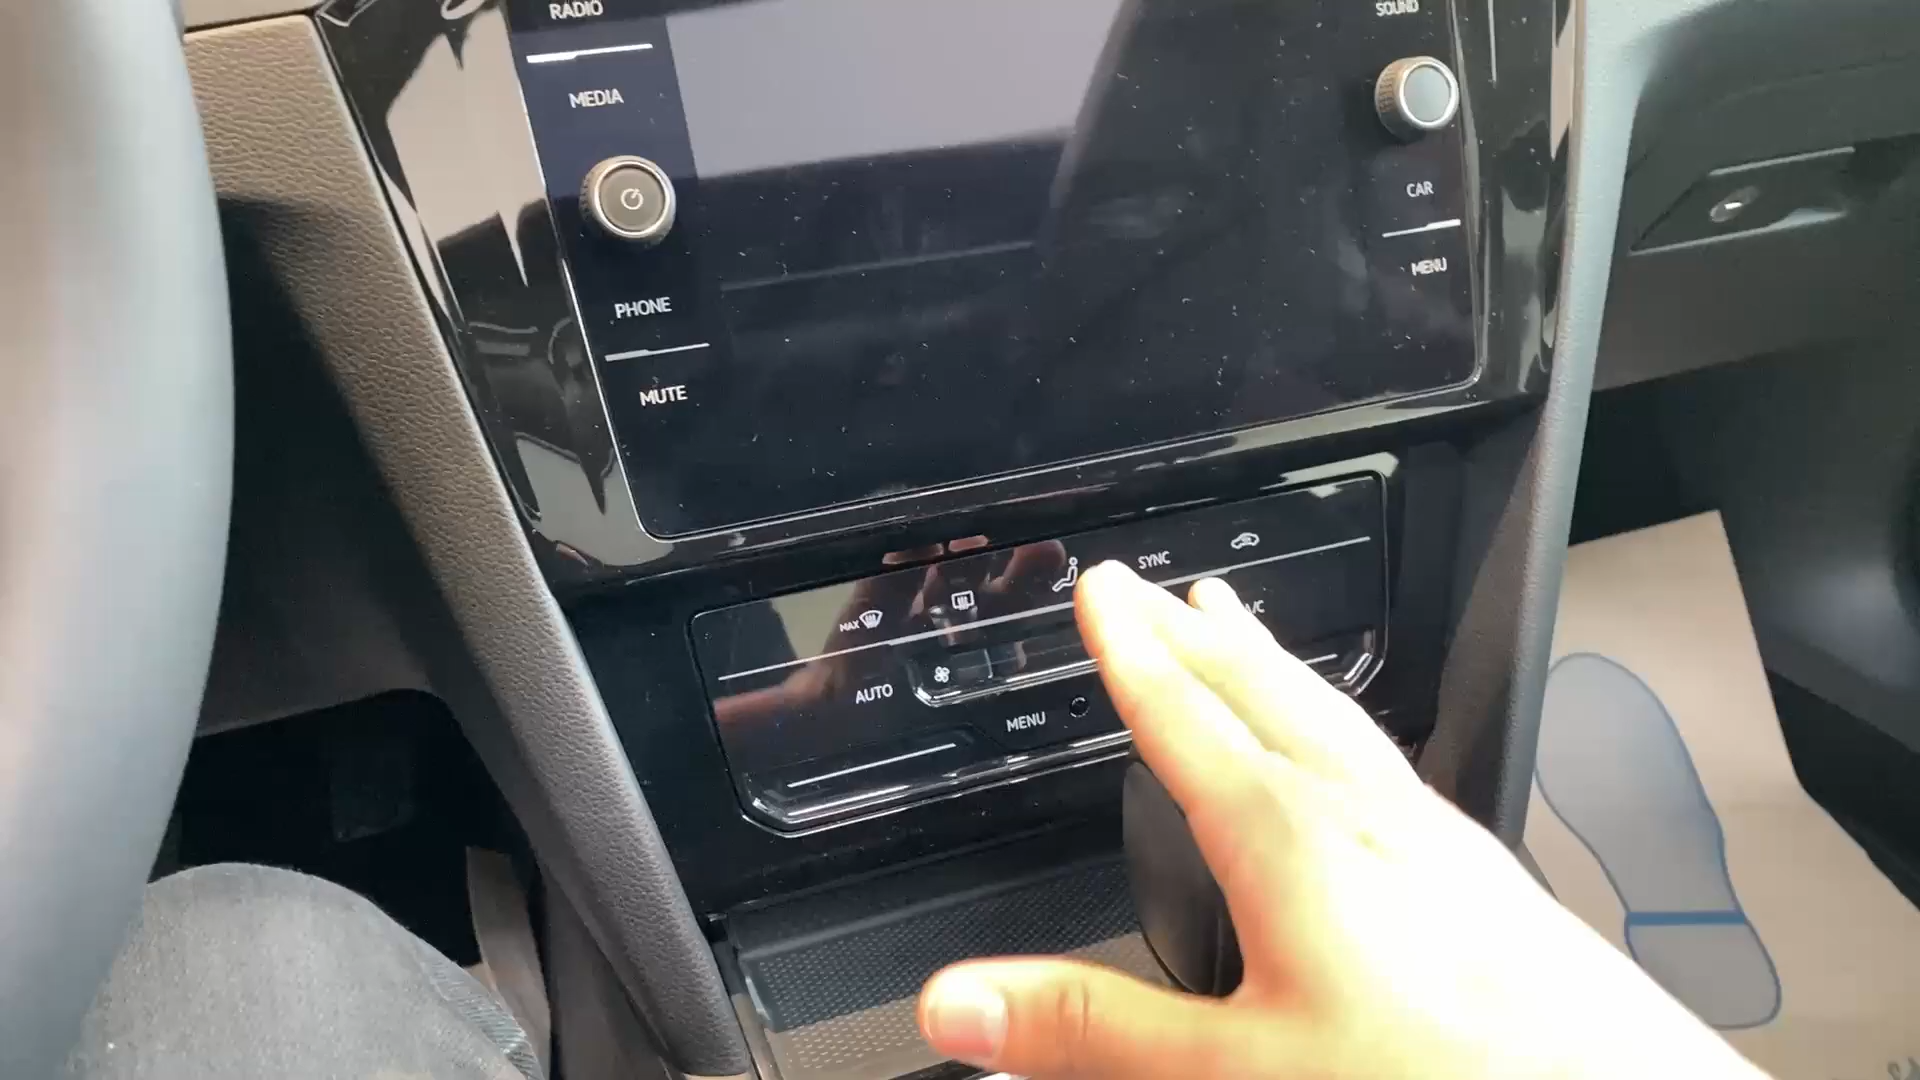 RADIO
SOUND
MEDIA
CAR
MENU
PHONE
MUTE
SYNC
MAX
A/C
AUTO
MENU